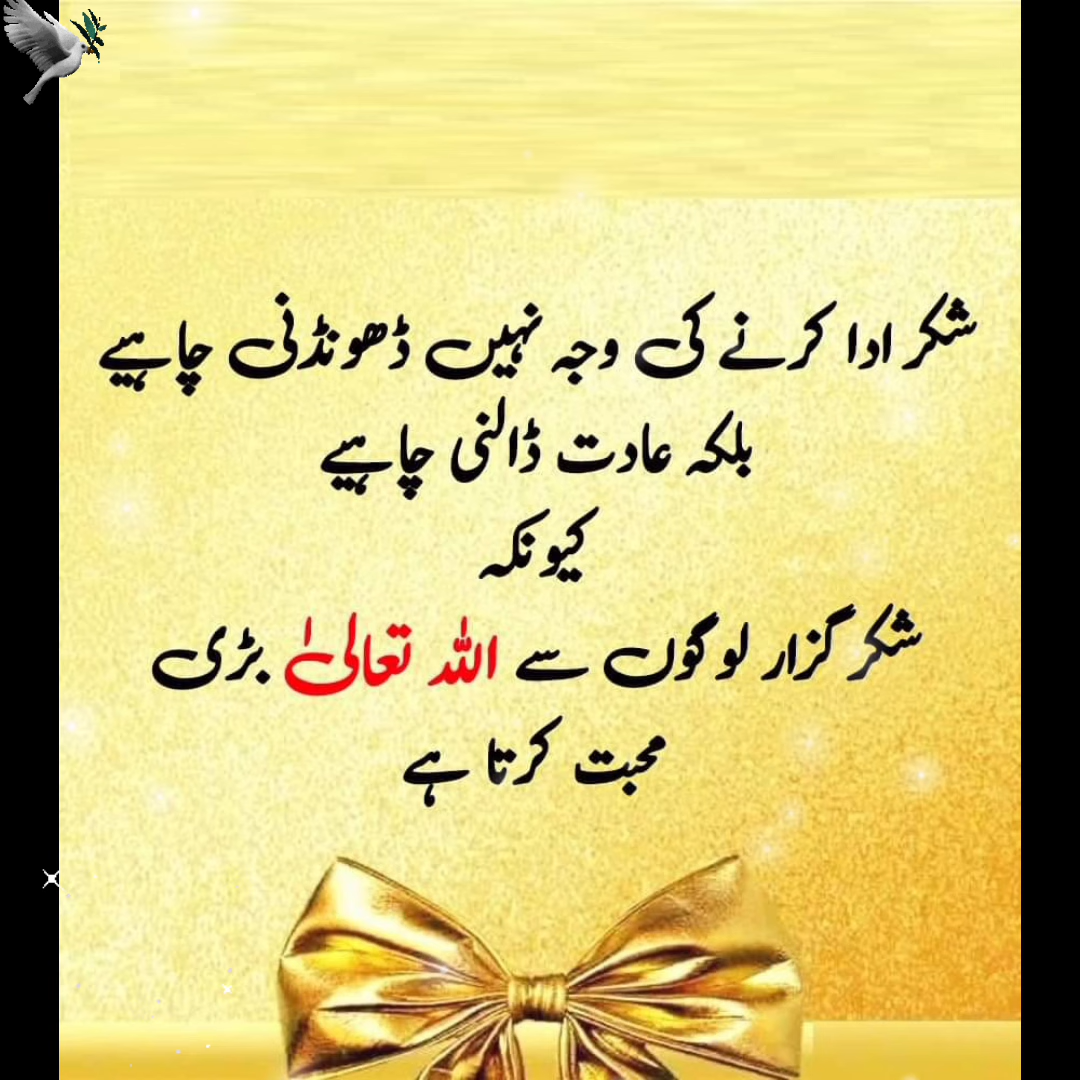 شکر ادا کرنے کی وجہ نہیں ڈھونڈنی چاہیے
بلکہ عادت ڈالنی چاہیے
کیونکہ
شکر گزار لوگوں سے اللہ تعالیٰ بڑی
محبت کرتا ہے